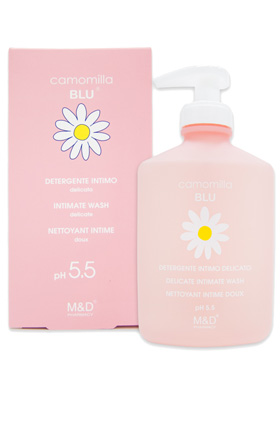 camomilla
BLU
DETERGENTE INTIMO
delicato
INTIMATE WASH
delicate
NETTOYANT INTIME
doux
pH 5.5
M&D
camomilla
BLU
DETERGENTE INTIMO DELICATO
DELICATE INTIMATE WASH
NETTOYANT INTIME DOUX
pH 5.5
M&D